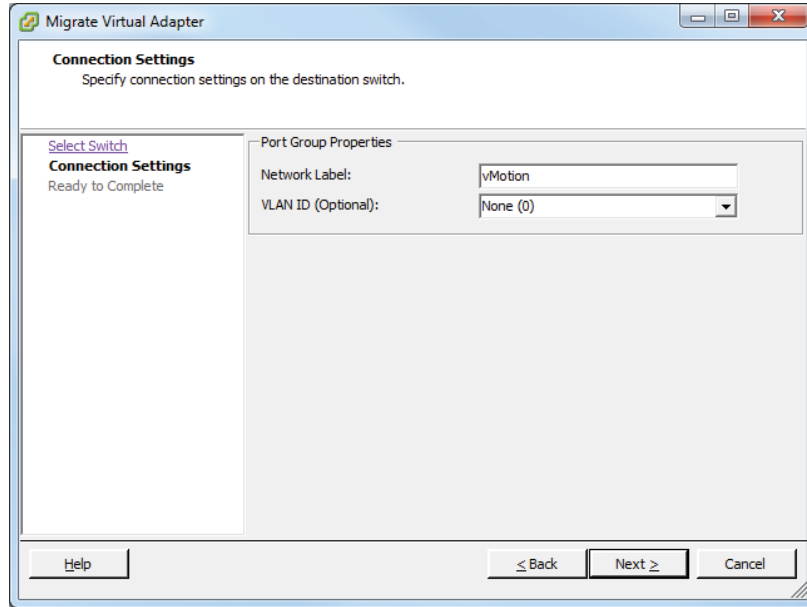 Migrate Virtual Adapter
Connection Settings
Specify connection settings on the destination switch.
Select Switch
Connection Settings
Ready to Complete
Port Group Properties
Network Label: vMotion
VLAN ID (Optional): None (0)
Help < Back Next > Cancel